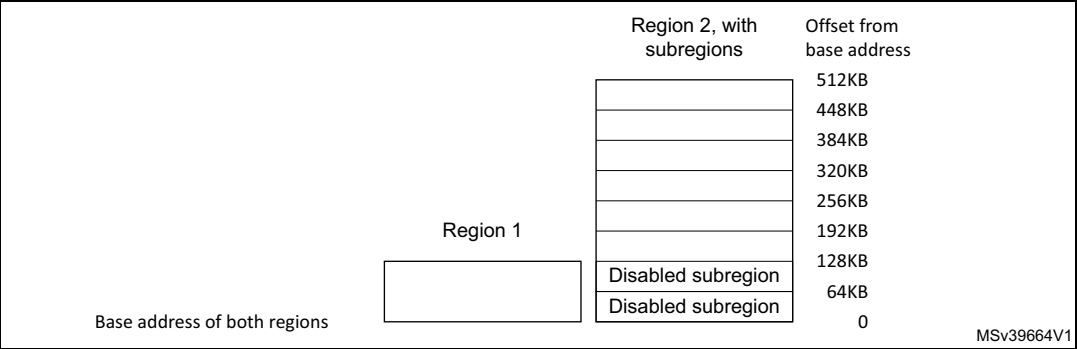 Region 2, with
subregions
Offset from
base address
512KB
448KB
384KB
320KB
256KB
192KB
Region 1
128KB
Disabled subregion
64KB
Disabled subregion
Base address of both regions
0
MSv39664V1